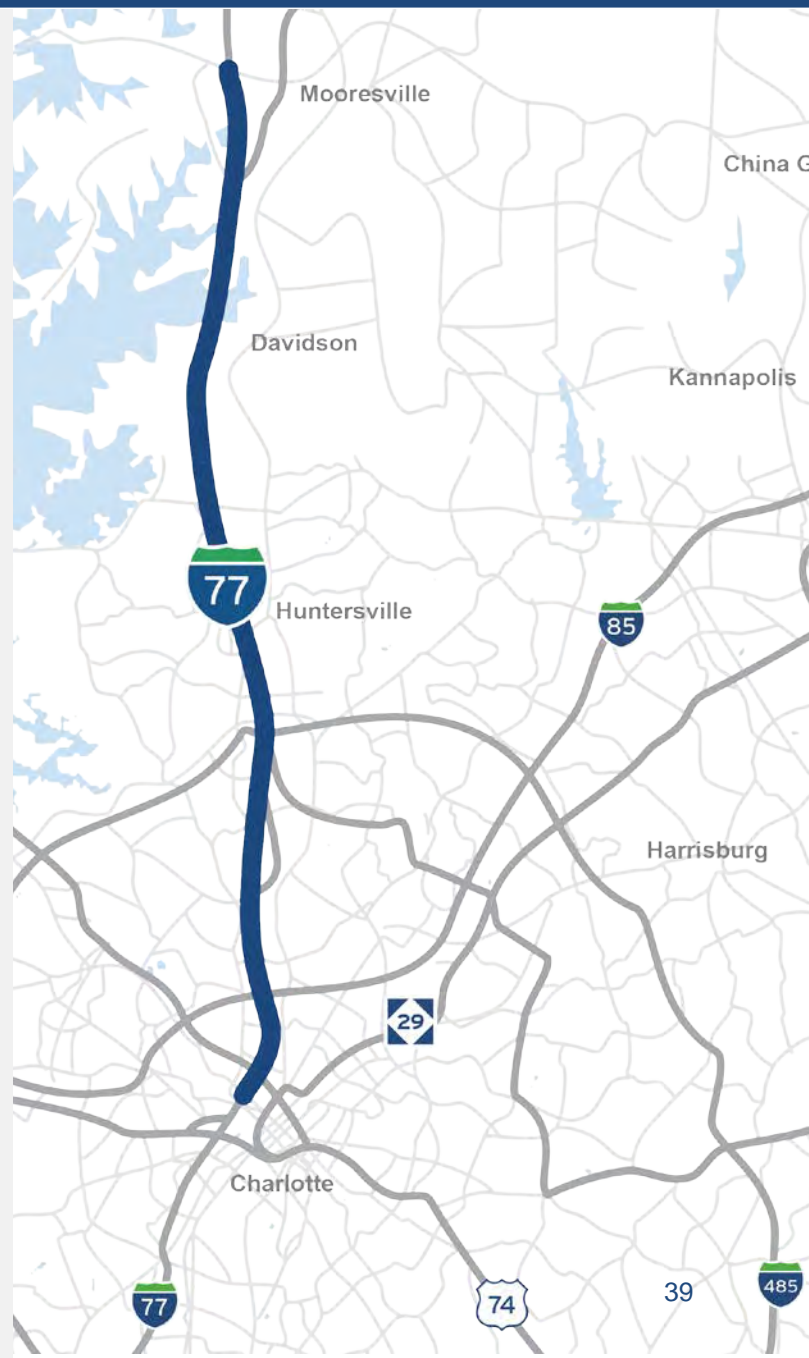 Mooresville
China G
Davidson
Kannapolis
77
Huntersville
85
Harrisburg
29
Charlotte
39
485
77
74